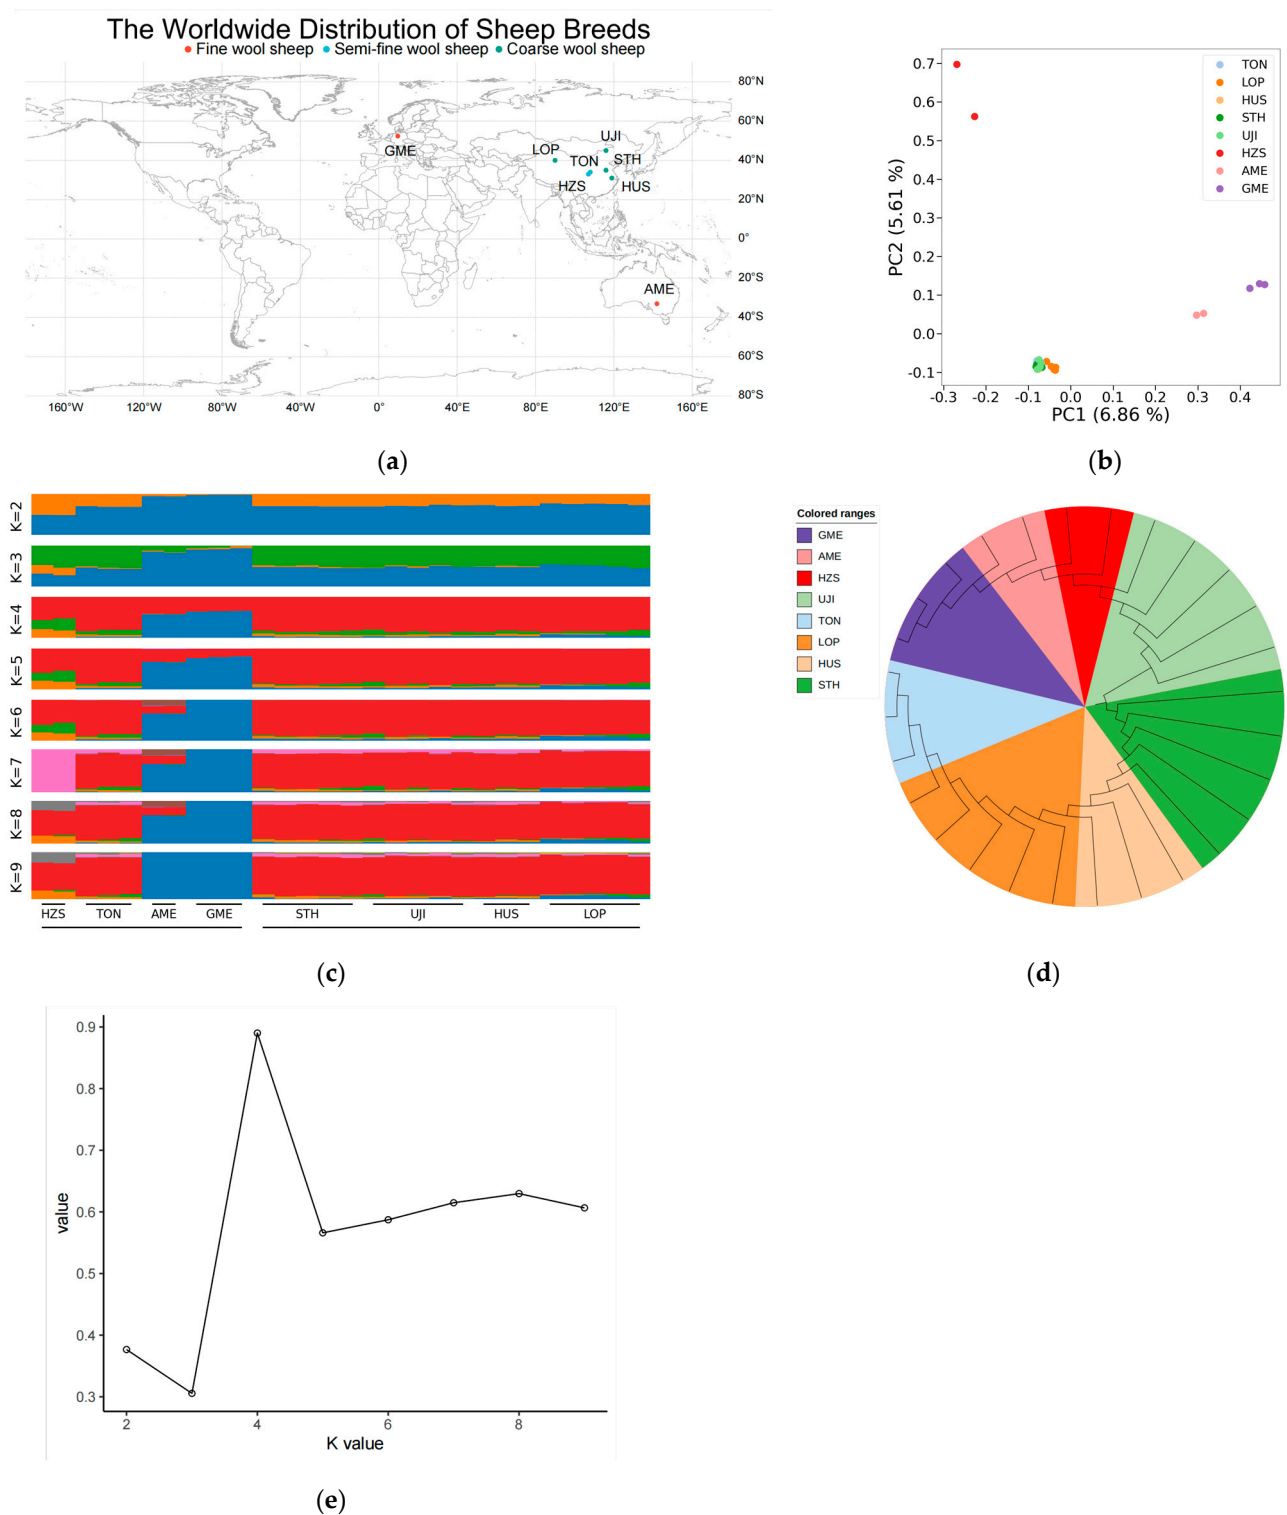 The Worldwide Distribution of Sheep Breeds
Fine wool sheep Semi-fine wool sheep Coarse wool sheep
80°N
60°N
40°N
20°N
0°
20°S
40°S
60°S
80°S
GME
LOP
UJI
TON
STH
HZS
HUS
AME
160°W 120°W 80°W 40°W 0° 40°E 80°E 120°E 160°E
(a)
PC2 (5.61 %)
0.7
0.6
0.5
0.4
0.3
0.2
0.1
0.0
-0.1
TON
LOP
HUS
STH
UJI
HZS
AME
GME
-0.3 -0.2 -0.1 0.0 0.1 0.2 0.3 0.4
PC1 (6.86 %)
(b)
K=2
K=3
K=4
K=5
K=6
K=7
K=8
K=9
HZS TON AME GME STH UJI HUS LOP
(c)
Colored ranges
GME
AME
HZS
UJI
TON
LOP
HUS
STH
(d)
value
0.9
0.8
0.7
0.6
0.5
0.4
0.3
2 4 6 8
K value
(e)